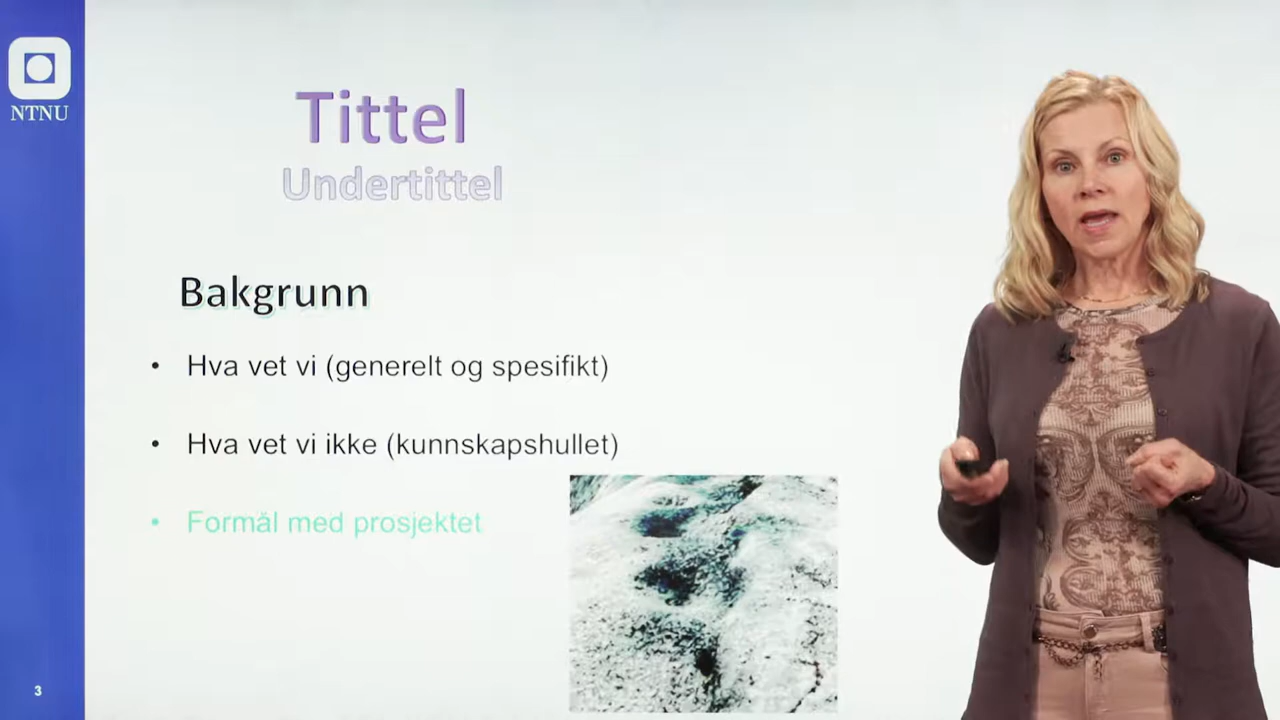 NTNU
Tittel
Undertittel
Bakgrunn
• Hva vet vi (generelt og spesifikt)
• Hva vet vi ikke (kunnskapshullet)
• Formål med prosjektet
3